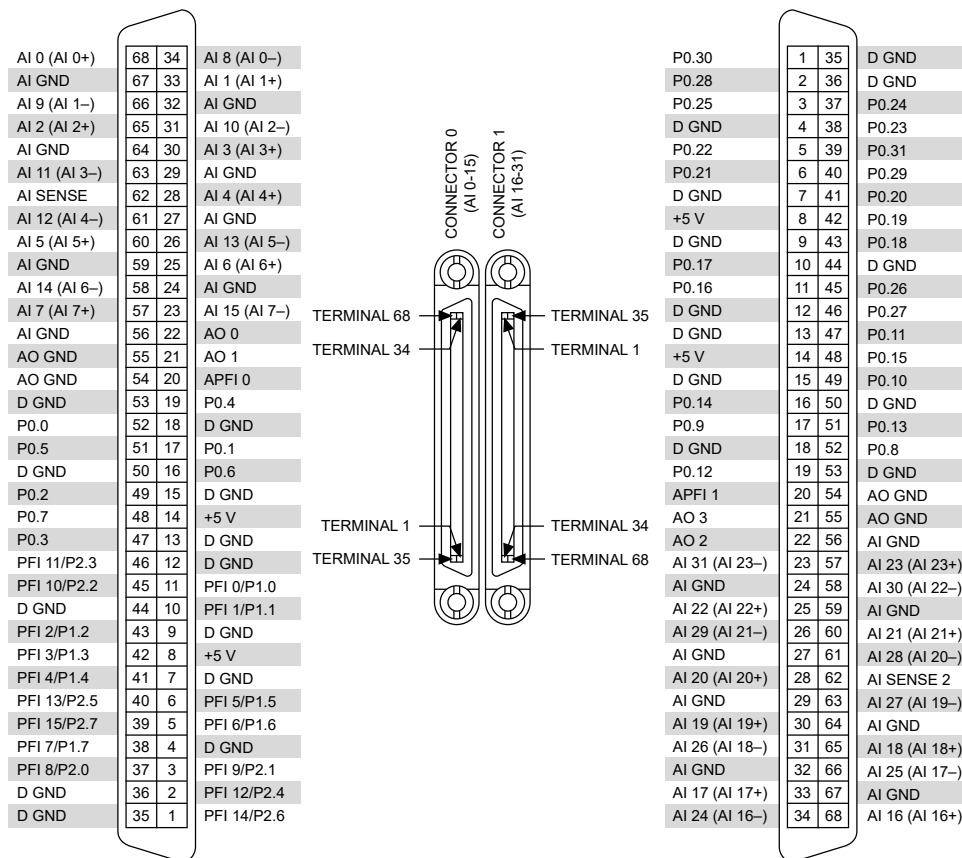 AI 0 (AI 0+) 68 34 AI 8 (AI 0–)
AI GND 67 33 AI 1 (AI 1+)
AI 9 (AI 1–) 66 32 AI GND
AI 2 (AI 2+) 65 31 AI 10 (AI 2–)
AI GND 64 30 AI 3 (AI 3+)
AI 11 (AI 3–) 63 29 AI GND
AI SENSE 62 28 AI 4 (AI 4+)
AI 12 (AI 4–) 61 27 AI GND
AI 5 (AI 5+) 60 26 AI 13 (AI 5–)
AI GND 59 25 AI 6 (AI 6+)
AI 14 (AI 6–) 58 24 AI GND
AI 7 (AI 7+) 57 23 AI 15 (AI 7–)
AI GND 56 22 AO 0
AO GND 55 21 AO 1
AO GND 54 20 APFI 0
D GND 53 19 P0.4
P0.0 52 18 D GND
P0.5 51 17 P0.1
D GND 50 16 P0.6
P0.2 49 15 D GND
P0.7 48 14 +5 V
P0.3 47 13 D GND
PFI 11/P2.3 46 12 D GND
PFI 10/P2.2 45 11 PFI 0/P1.0
D GND 44 10 PFI 1/P1.1
PFI 2/P1.2 43 9 D GND
PFI 3/P1.3 42 8 +5 V
PFI 4/P1.4 41 7 D GND
PFI 13/P2.5 40 6 PFI 5/P1.5
PFI 15/P2.7 39 5 PFI 6/P1.6
PFI 7/P1.7 38 4 D GND
PFI 8/P2.0 37 3 PFI 9/P2.1
D GND 36 2 PFI 12/P2.4
D GND 35 1 PFI 14/P2.6
CONNECTOR 0
(AI 0-15)
CONNECTOR 1
(AI 16-31)
TERMINAL 68
TERMINAL 34
TERMINAL 35
TERMINAL 1
TERMINAL 1
TERMINAL 35
TERMINAL 34
TERMINAL 68
P0.30 1 35 D GND
P0.28 2 36 D GND
P0.25 3 37 P0.24
D GND 4 38 P0.23
P0.22 5 39 P0.31
P0.21 6 40 P0.29
D GND 7 41 P0.20
+5 V 8 42 P0.19
D GND 9 43 P0.18
P0.17 10 44 D GND
P0.16 11 45 P0.26
D GND 12 46 P0.27
D GND 13 47 P0.11
+5 V 14 48 P0.15
D GND 15 49 P0.10
P0.14 16 50 D GND
P0.9 17 51 P0.13
D GND 18 52 P0.8
P0.12 19 53 D GND
APFI 1 20 54 AO GND
AO 3 21 55 AO GND
AO 2 22 56 AI GND
AI 31 (AI 23–) 23 57 AI 23 (AI 23+)
AI GND 24 58 AI 30 (AI 22–)
AI 22 (AI 22+) 25 59 AI GND
AI 29 (AI 21–) 26 60 AI 21 (AI 21+)
AI GND 27 61 AI 28 (AI 20–)
AI 20 (AI 20+) 28 62 AI SENSE 2
AI GND 29 63 AI 27 (AI 19–)
AI 19 (AI 19+) 30 64 AI GND
AI 26 (AI 18–) 31 65 AI 18 (AI 18+)
AI GND 32 66 AI 25 (AI 17–)
AI 17 (AI 17+) 33 67 AI GND
AI 24 (AI 16–) 34 68 AI 16 (AI 16+)